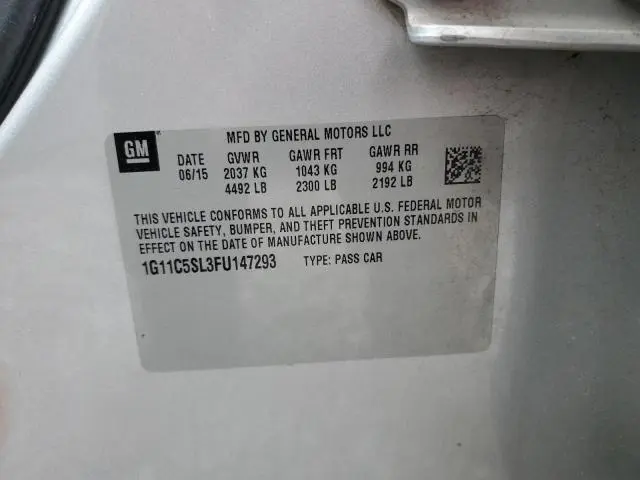 GM
MFD BY GENERAL MOTORS LLC
DATE GVWR GAWR FRT GAWR RR
06/15 2037 KG 1043 KG 994 KG
4492 LB 2300 LB 2192 LB
THIS VEHICLE CONFORMS TO ALL APPLICABLE U.S. FEDERAL MOTOR
VEHICLE SAFETY, BUMPER, AND THEFT PREVENTION STANDARDS IN
EFFECT ON THE DATE OF MANUFACTURE SHOWN ABOVE.
1G11C5SL3FU147293 TYPE: PASS CAR